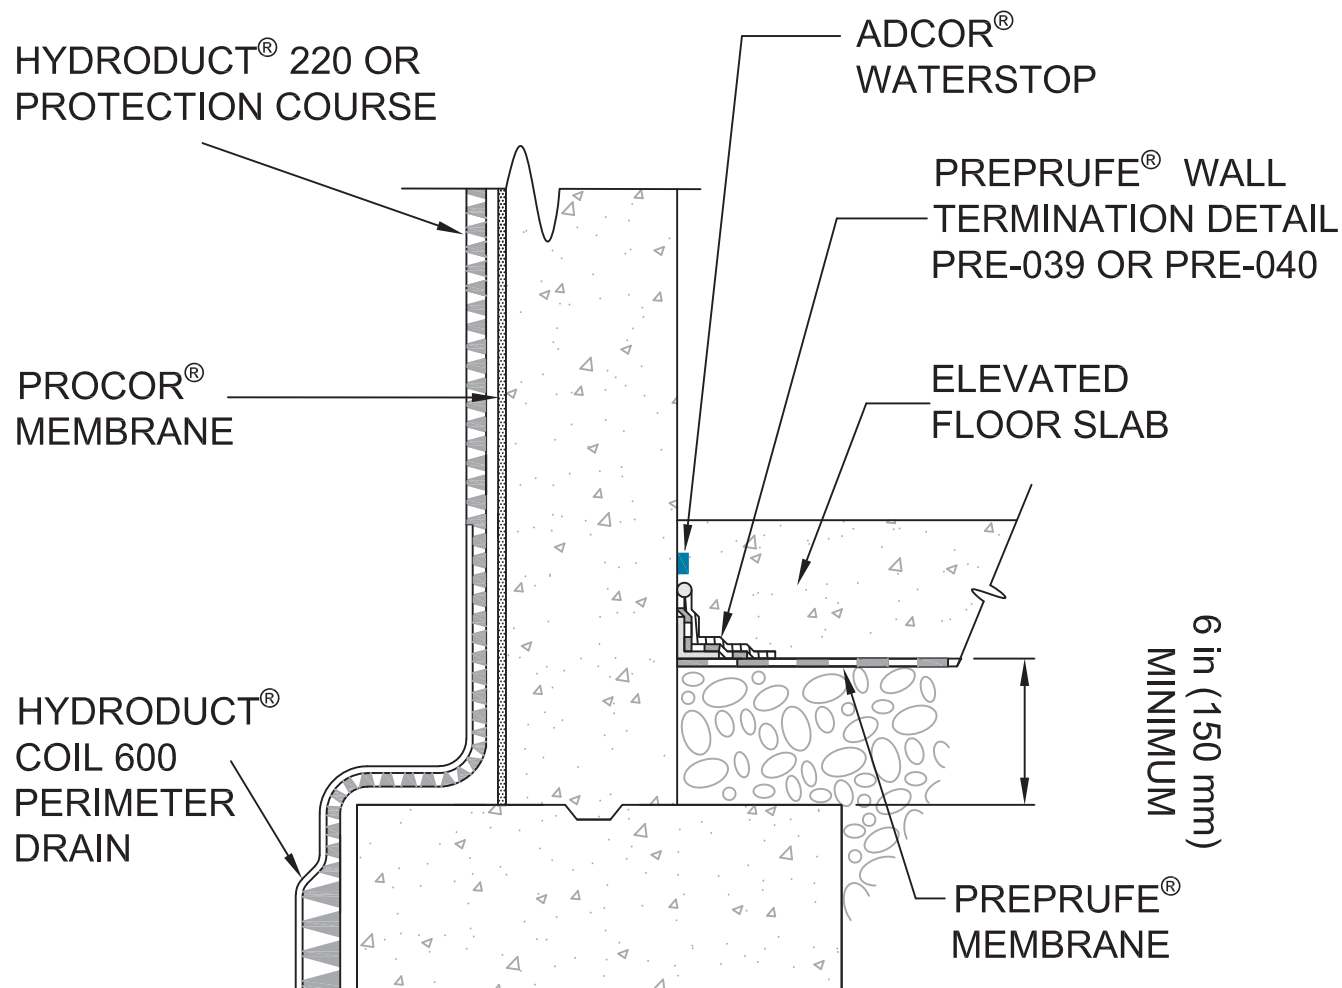 HYDRODUCT® 220 OR
PROTECTION COURSE
ADCOR®
WATERSTOP
PREPRUFE® WALL
TERMINATION DETAIL
PRE-039 OR PRE-040
PROCOR®
MEMBRANE
ELEVATED
FLOOR SLAB
6 in (150 mm)
MINIMUM
HYDRODUCT®
COIL 600
PERIMETER
DRAIN
PREPRUFE®
MEMBRANE